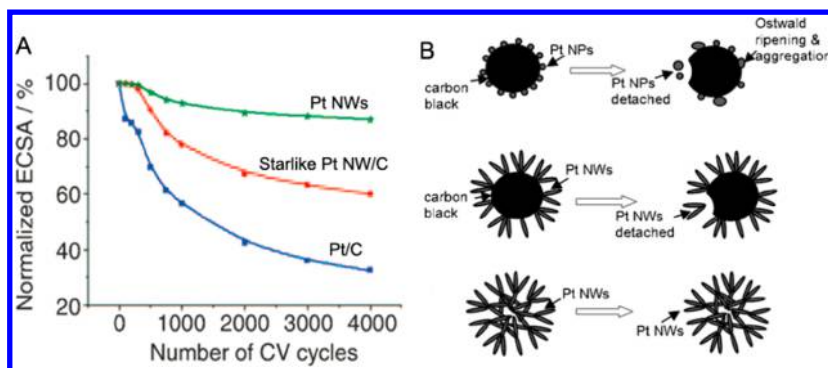 A
Normalized ECSA / %
100
80
60
40
20
Pt NWs
Starlike Pt NW/C
Pt/C
0
1000
2000
3000
4000
Number of CV cycles
B
carbon
black
Pt NPs
Pt NPs
detached
Ostwald
ripening &
aggregation
carbon
black
Pt NWs
Pt NWs
detached
Pt NWs
Pt NWs